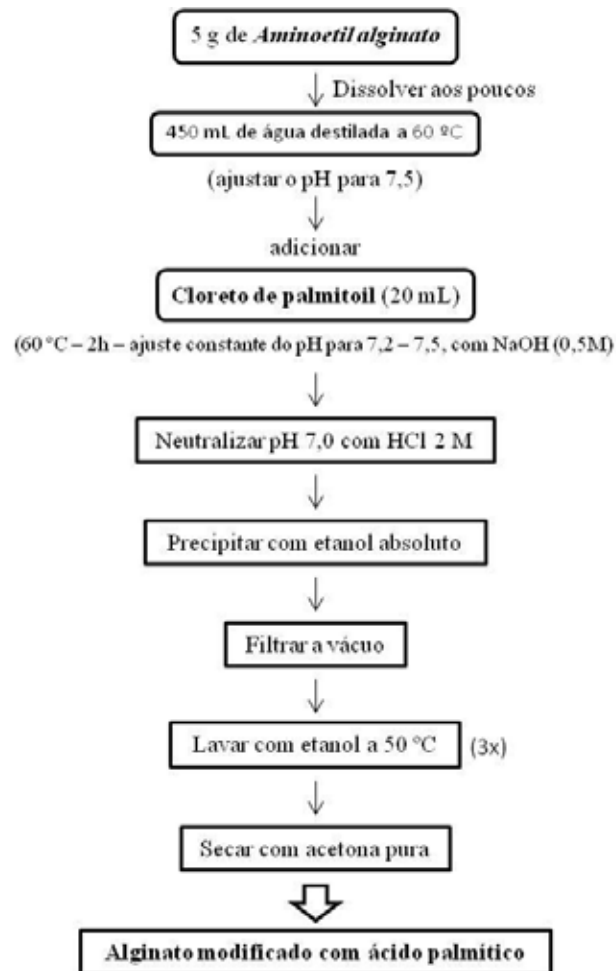 5 g de Aminoetil alginato
Dissolver aos poucos
450 mL de água destilada a 60 ºC
(ajustar o pH para 7,5)
adicionar
Cloreto de palmitoil (20 mL)
(60 ºC – 2h – ajuste constante do pH para 7,2 – 7,5, com NaOH (0,5M)
Neutralizar pH 7,0 com HCl 2 M
Precipitar com etanol absoluto
Filtrar a vácuo
Lavar com etanol a 50 ºC (3x)
Secar com acetona pura
Alginato modificado com ácido palmítico